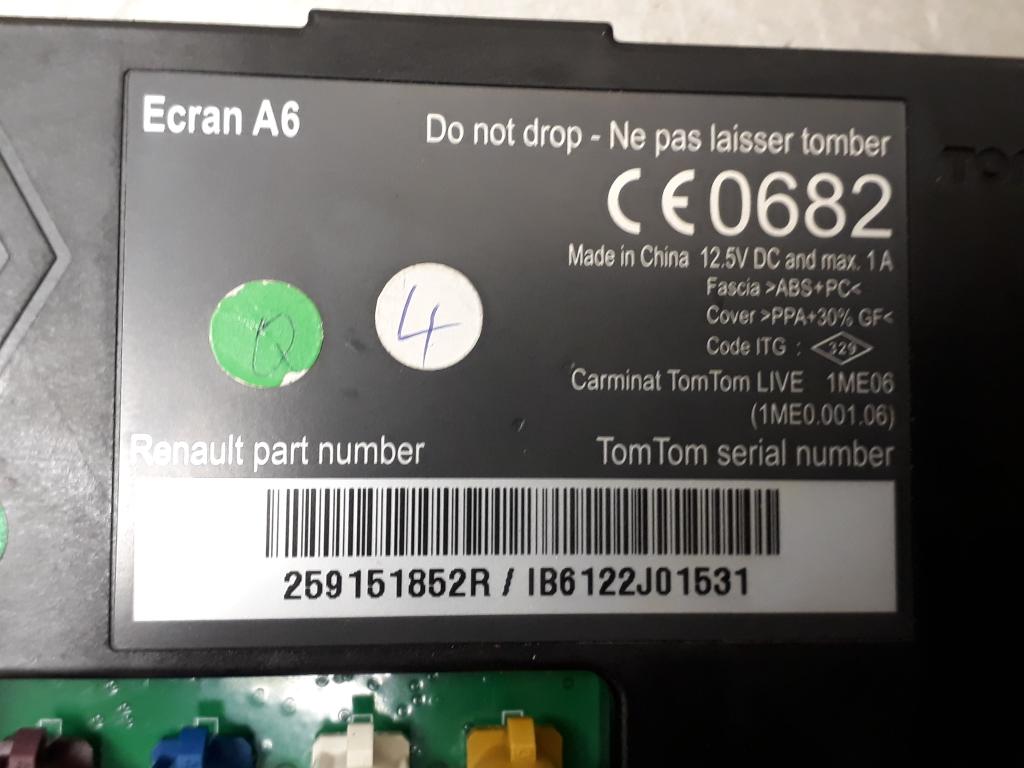 Ecran A6
Do not drop - Ne pas laisser tomber
CE0682
Made in China 12.5V DC and max. 1 A
Fascia >ABS+PC<
Cover >PPA+30% GF<
Code ITG : 329
Q
4
Carminat TomTom LIVE 1ME06
(1ME0.001.06)
Renault part number
TomTom serial number
259151852R / IB6122J01531